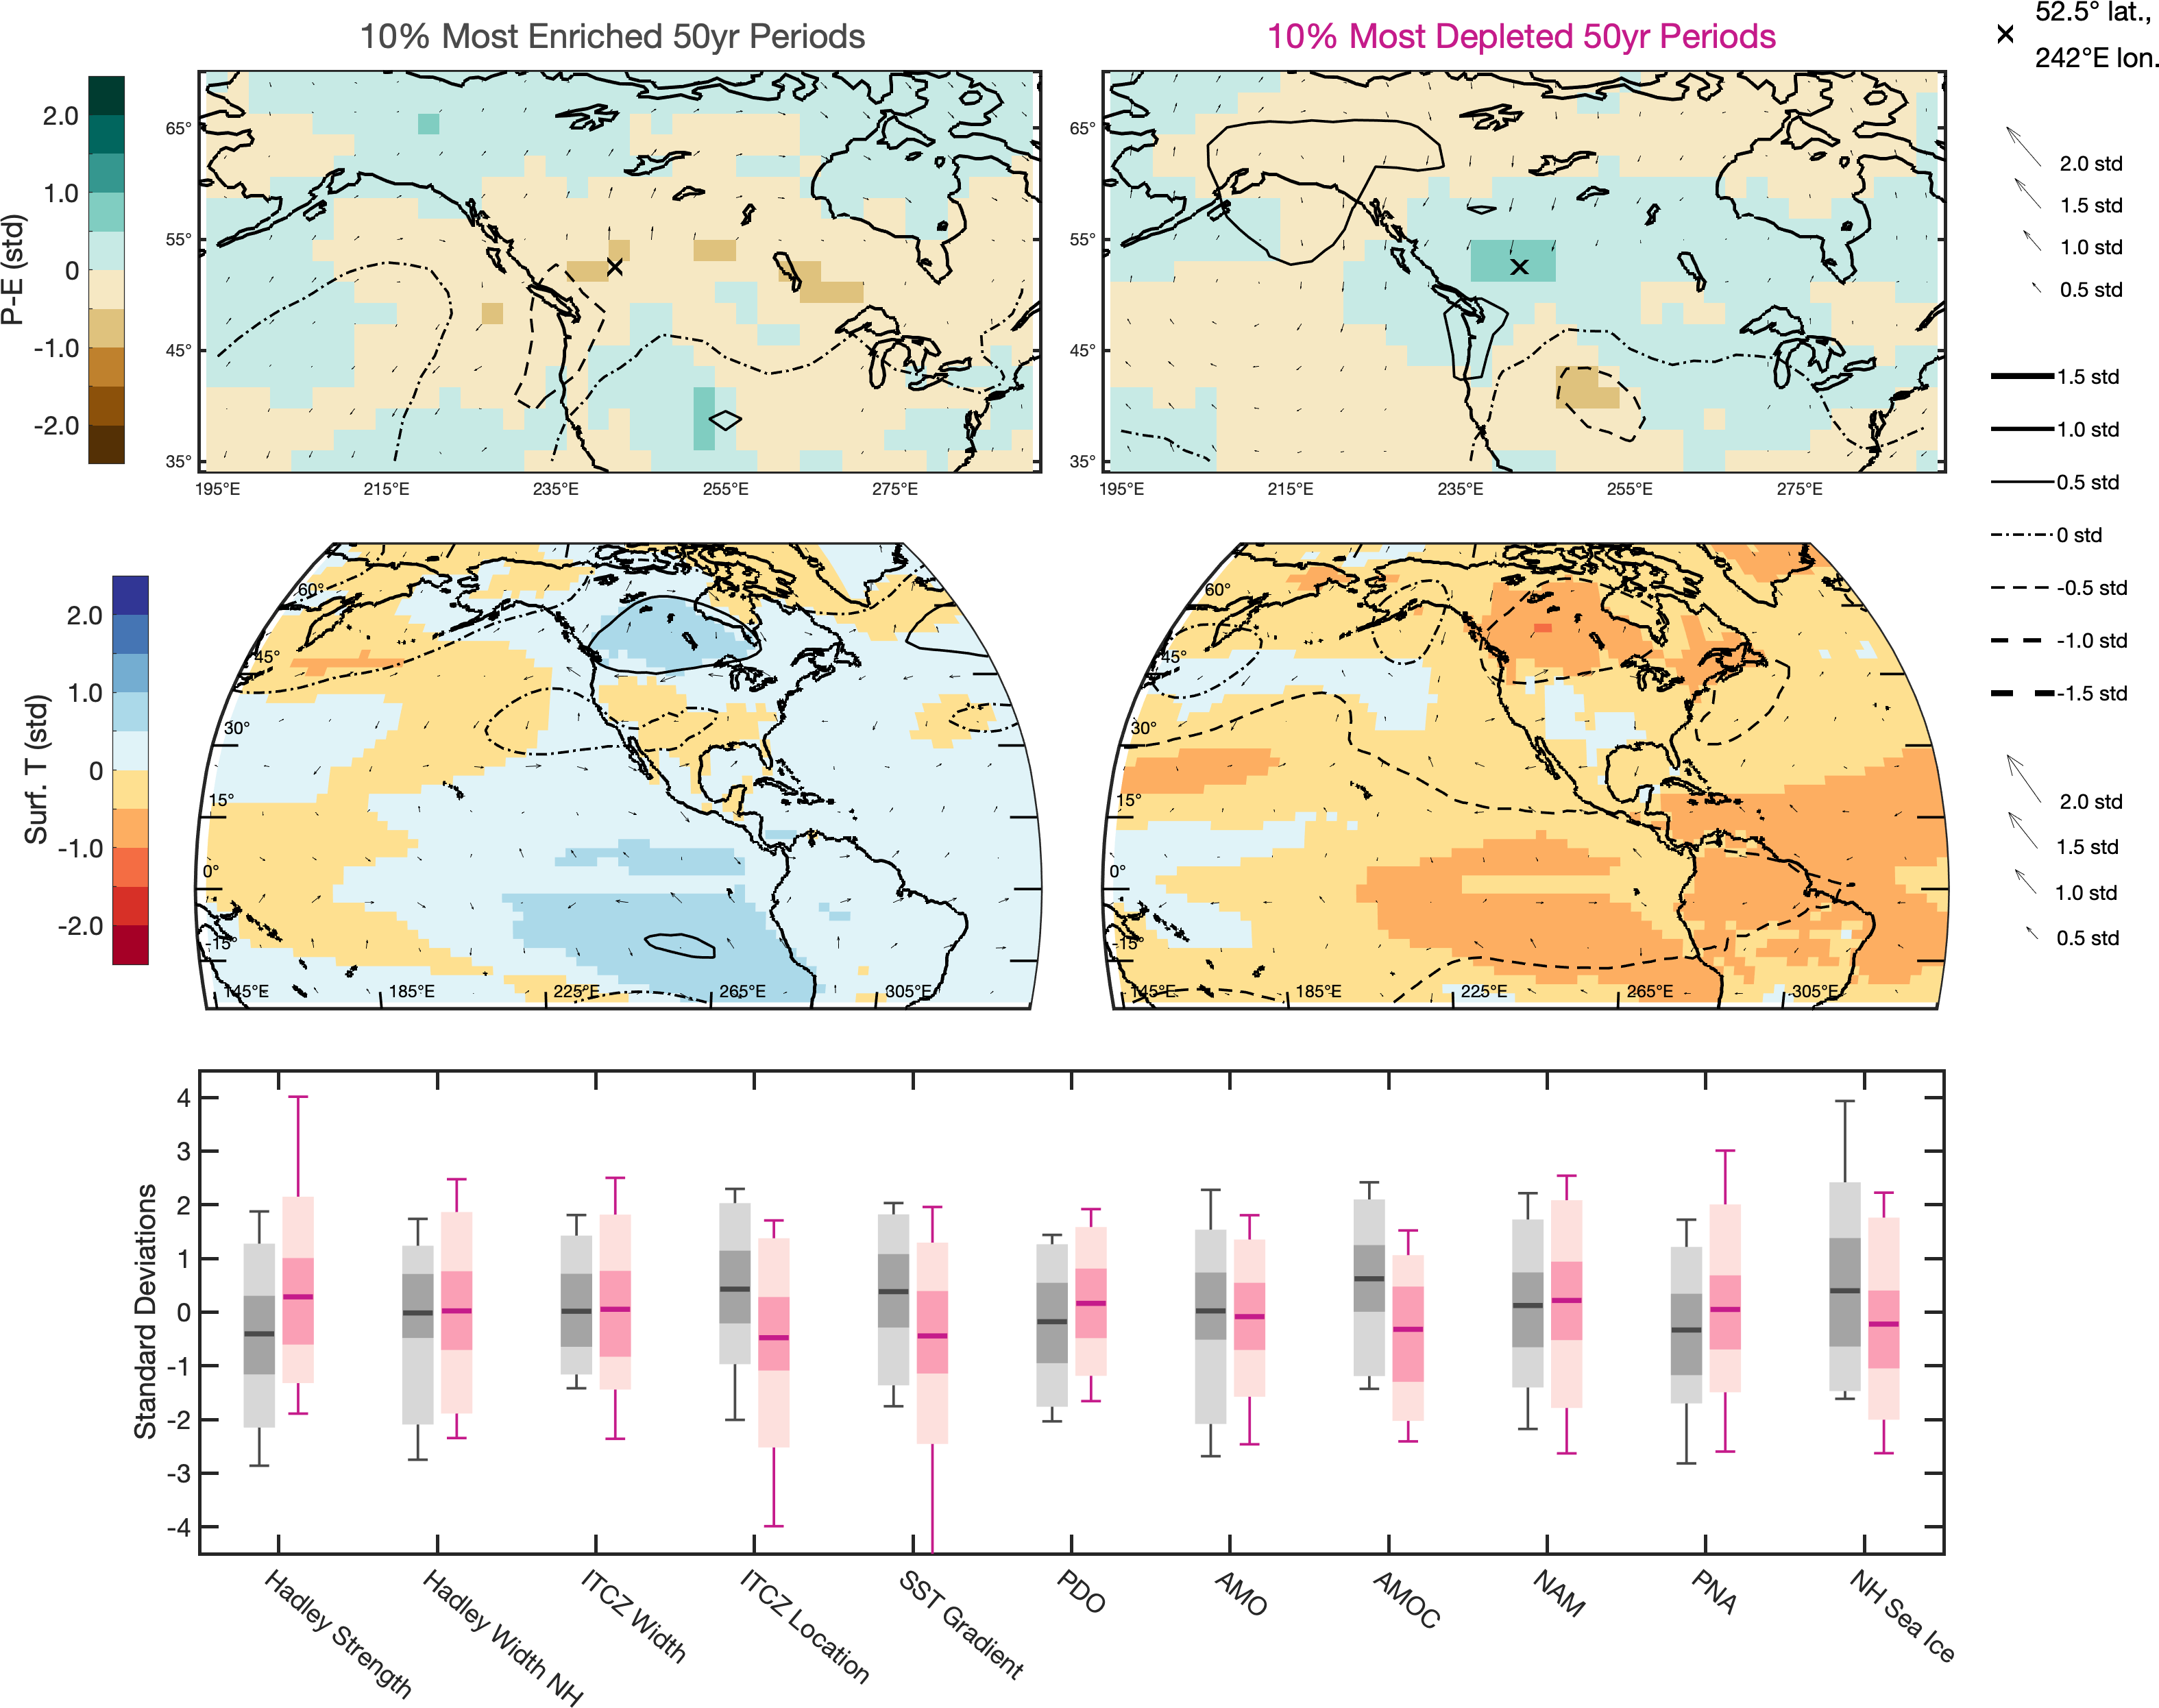 10% Most Enriched 50yr Periods
10% Most Depleted 50yr Periods
52.5° lat.,
242°E lon.
P-E (std)
2.0
1.0
0
-1.0
-2.0
65°
55°
45°
35°
195°E
215°E
235°E
255°E
275°E
65°
55°
45°
35°
195°E
215°E
235°E
255°E
275°E
2.0 std
1.5 std
1.0 std
0.5 std
1.5 std
1.0 std
0.5 std
0 std
-0.5 std
-1.0 std
-1.5 std
2.0 std
1.5 std
1.0 std
0.5 std
Surf. T (std)
2.0
1.0
0
-1.0
-2.0
60°
45°
30°
15°
0°
-15°
145°E
185°E
225°E
265°E
305°E
60°
45°
30°
15°
0°
-15°
145°E
185°E
225°E
265°E
305°E
Standard Deviations
4
3
2
1
0
-1
-2
-3
-4
Hadley Strength
Hadley Width NH
ITCZ Width
ITCZ Location
SST Gradient
PDO
AMO
AMOC
NAM
PNA
NH Sea Ice